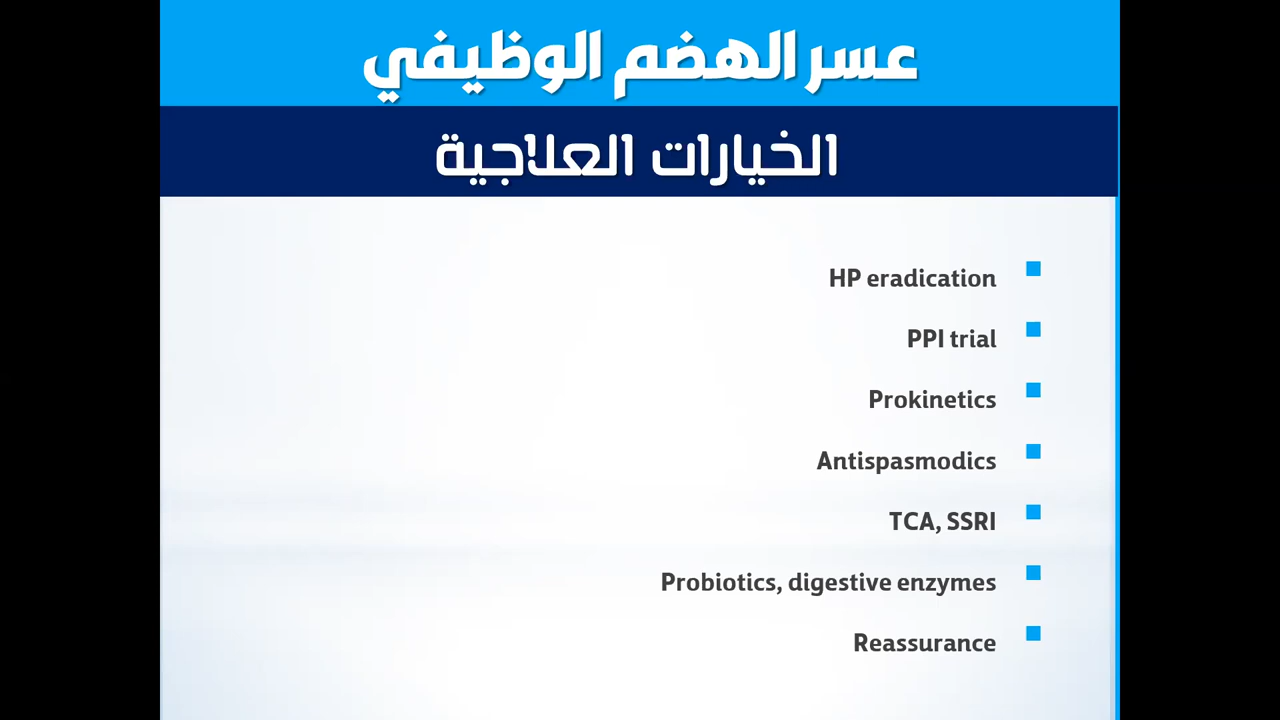 عسر الهضم الوظيفي
الخيارات العلاجية
HP eradication
PPI trial
Prokinetics
Antispasmodics
TCA, SSRI
Probiotics, digestive enzymes
Reassurance